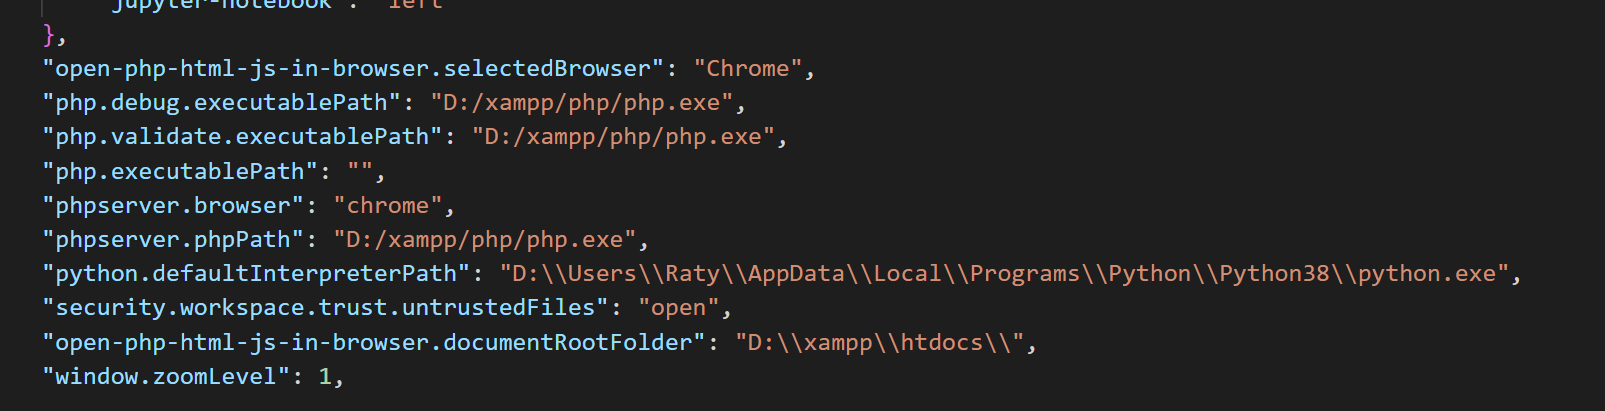 "jupyter-notebook": "left"
},
"open-php-html-js-in-browser.selectedBrowser": "Chrome",
"php.debug.executablePath": "D:/xampp/php/php.exe",
"php.validate.executablePath": "D:/xampp/php/php.exe",
"php.executablePath": "",
"phpserver.browser": "chrome",
"phpserver.phpPath": "D:/xampp/php/php.exe",
"python.defaultInterpreterPath": "D:\\Users\\Raty\\AppData\\Local\\Programs\\Python\\Python38\\python.exe",
"security.workspace.trust.untrustedFiles": "open",
"open-php-html-js-in-browser.documentRootFolder": "D:\\xampp\\htdocs\\",
"window.zoomLevel": 1,